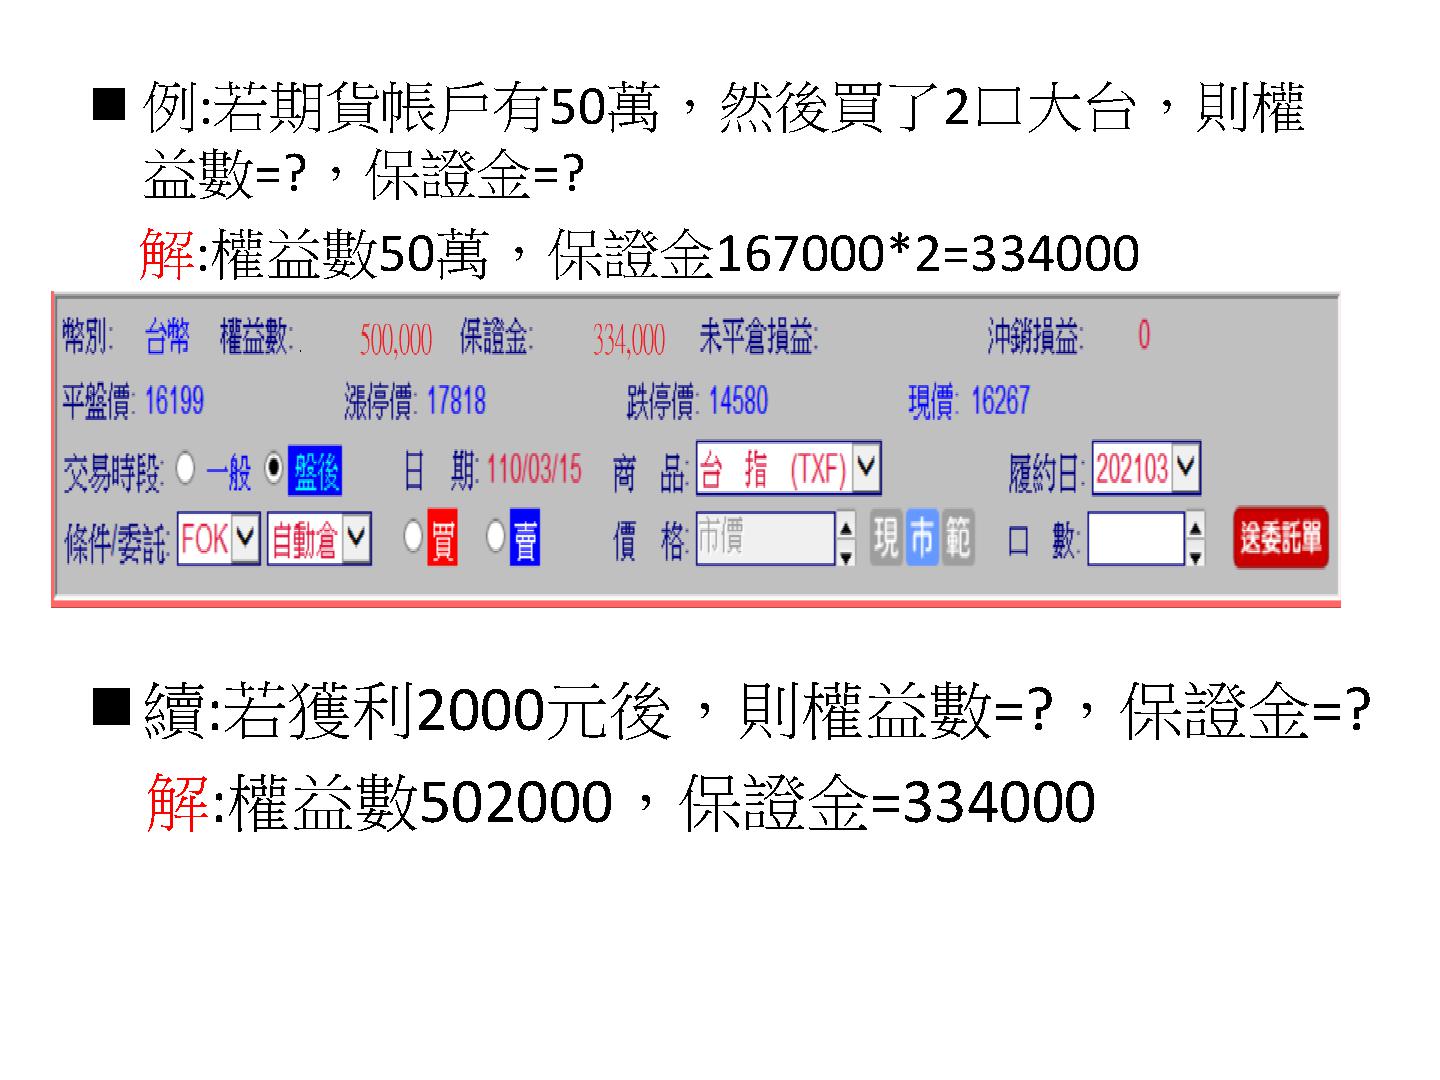 ■ 例:若期貨帳戶有50萬，然後買了2口大台，則權
益數=?，保證金=?
解:權益數50萬，保證金167000*2=334000
幣別: 台幣 權益數: 500,000 保證金: 334,000 未平倉損益: 沖銷損益: 0
平盤價: 16199 漲停價: 17818 跌停價: 14580 現價: 16267
交易時段: 一般 盤後 日 期: 110/03/15 商 品: 台 指 (TXF) 履約日: 202103
條件/委託: FOK 自動倉 買 賣 價 格: 市價 現 市 範 口 數: 送委託單
■ 續:若獲利2000元後，則權益數=?，保證金=?
解:權益數502000，保證金=334000